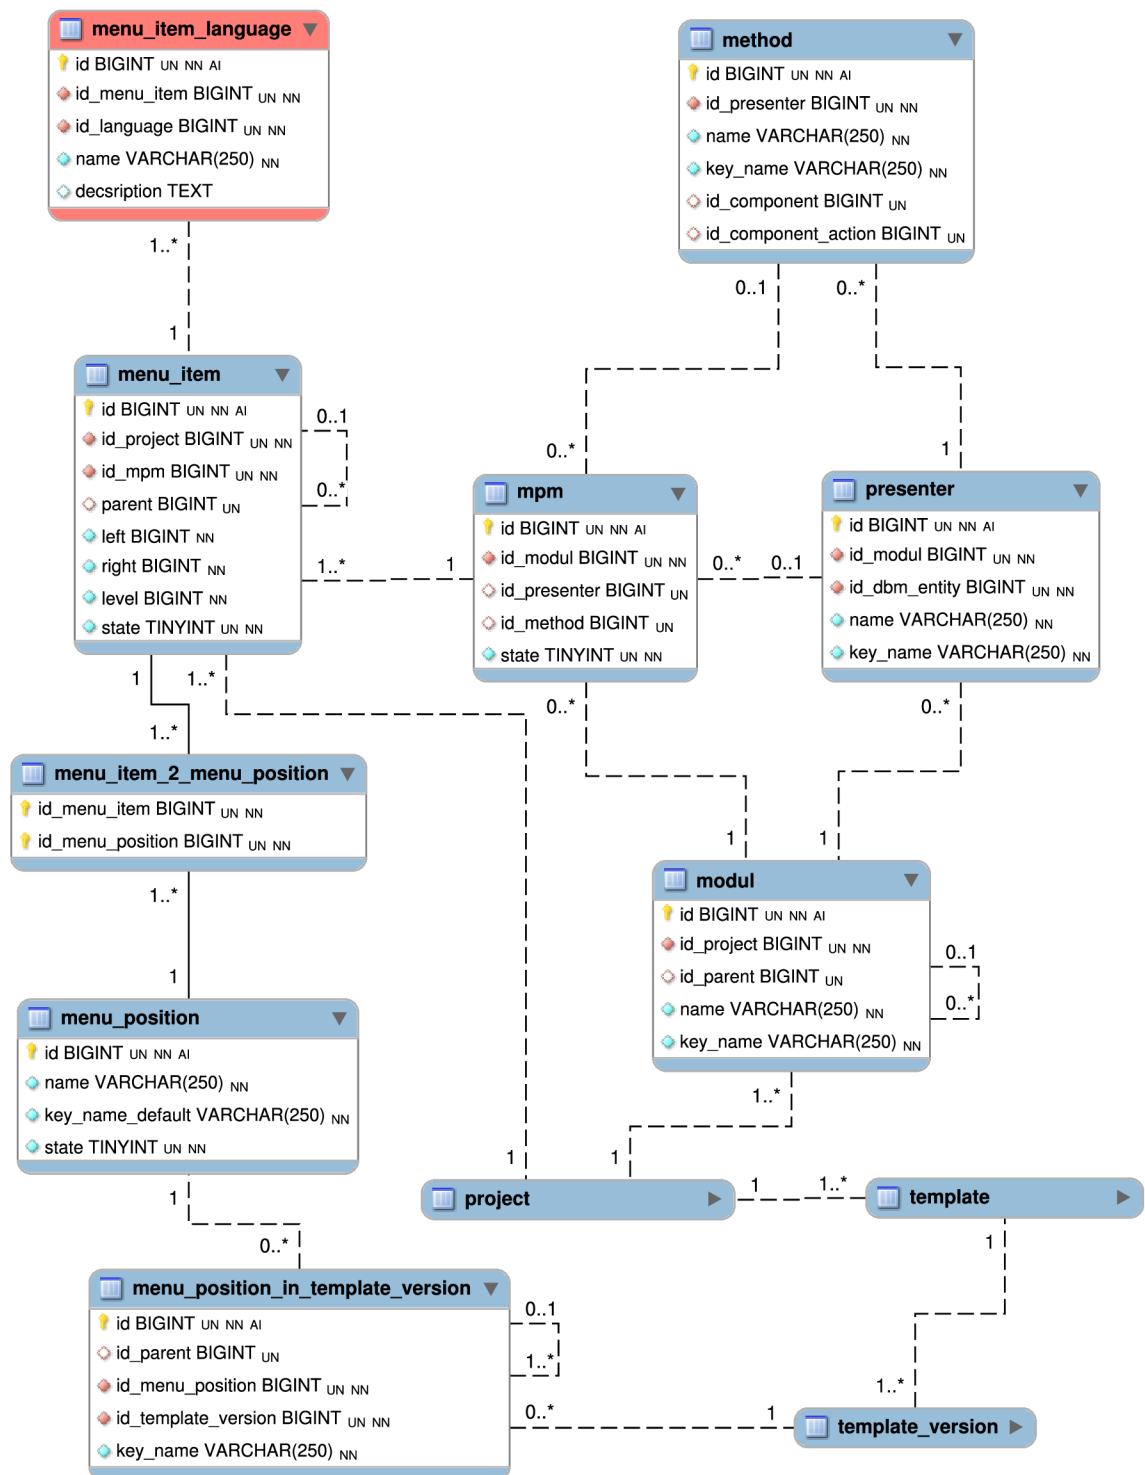 menu_item_language
id BIGINT UN NN AI
id_menu_item BIGINT UN NN
id_language BIGINT UN NN
name VARCHAR(250) NN
decsription TEXT
1..*
1
method
id BIGINT UN NN AI
id_presenter BIGINT UN NN
name VARCHAR(250) NN
key_name VARCHAR(250) NN
id_component BIGINT UN
id_component_action BIGINT UN
0..1
0..*
0..*
1
menu_item
id BIGINT UN NN AI
id_project BIGINT UN NN
id_mpm BIGINT UN NN
parent BIGINT UN
left BIGINT NN
right BIGINT NN
level BIGINT NN
state TINYINT UN NN
0..1
0..*
1..*
1
1
1..*
1..*
mpm
id BIGINT UN NN AI
id_modul BIGINT UN NN
id_presenter BIGINT UN
id_method BIGINT UN
state TINYINT UN NN
0..*
0..1
0..*
presenter
id BIGINT UN NN AI
id_modul BIGINT UN NN
id_dbm_entity BIGINT UN NN
name VARCHAR(250) NN
key_name VARCHAR(250) NN
0..*
1
1
menu_item_2_menu_position
id_menu_item BIGINT UN NN
id_menu_position BIGINT UN NN
1..*
1
modul
id BIGINT UN NN AI
id_project BIGINT UN NN
id_parent BIGINT UN
name VARCHAR(250) NN
key_name VARCHAR(250) NN
0..1
0..*
1..*
1
1
menu_position
id BIGINT UN NN AI
name VARCHAR(250) NN
key_name_default VARCHAR(250) NN
state TINYINT UN NN
1
0..*
project
1
1..*
template
1
1..*
menu_position_in_template_version
id BIGINT UN NN AI
id_parent BIGINT UN
id_menu_position BIGINT UN NN
id_template_version BIGINT UN NN
key_name VARCHAR(250) NN
0..1
1..*
0..*
1
template_version